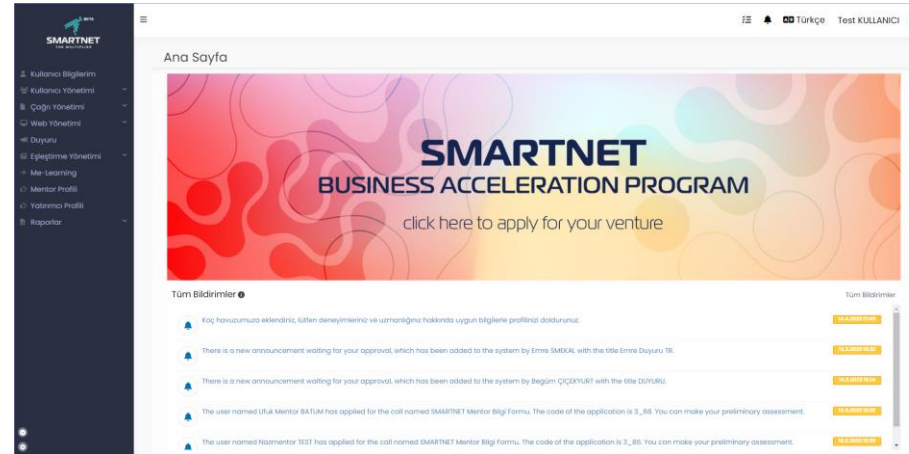 BETA
SMARTNET
THE MULTIPLIER
Türkçe
Test KULLANICI
Kullanıcı Bilgilerim
Kullanıcı Yönetimi
Çağrı Yönetimi
Web Yönetimi
Duyuru
Eşleştirme Yönetimi
Me-Learning
Mentor Profili
Yatırımcı Profili
Raporlar
Ana Sayfa
SMARTNET
BUSINESS ACCELERATION PROGRAM
click here to apply for your venture
Tüm Bildirimler
Tüm Bildirimler
Koç havuzumuza eklendiniz, lütfen deneyimleriniz ve uzmanlığınız hakkında uygun bilgilerle profilinizi doldurunuz.
There is a new announcement waiting for your approval, which has been added to the system by Emre SMEKAL with the title Emre Duyuru TR.
There is a new announcement waiting for your approval, which has been added to the system by Begüm ÇİÇEKYURT with the title DUYURU.
The user named Ufuk Mentor BATUM has applied for the call named SMARTNET Mentor Bilgi Formu. The code of the application is 3_88. You can make your preliminary assessment.
The user named Nazmentor TEST has applied for the call named SMARTNET Mentor Bilgi Formu. The code of the application is 3_86. You can make your preliminary assessment.